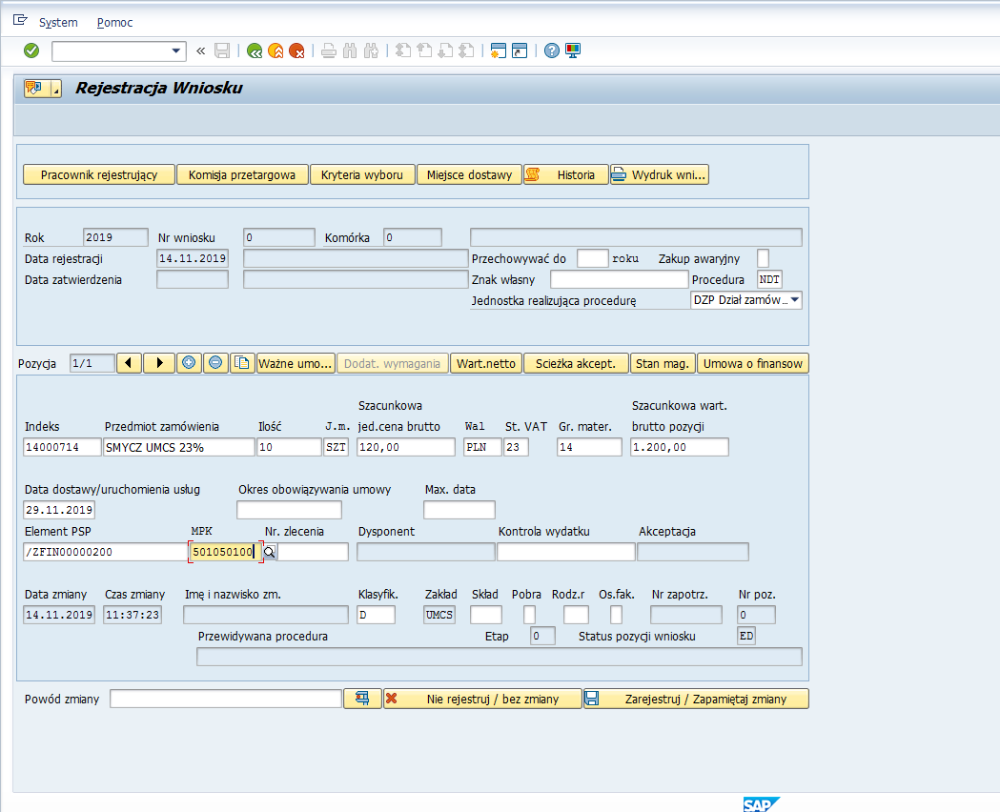 System Pomoc
Rejestracja Wniosku
Pracownik rejestrujący Komisja przetargowa Kryteria wyboru Miejsce dostawy Historia Wydruk wni...
Rok 2019 Nr wniosku 0 Komórka 0
Data rejestracji 14.11.2019 Przechowywać do roku Zakup awaryjny
Data zatwierdzenia Znak własny Procedura NDT
Jednostka realizująca procedurę DZP Dział zamów...
Pozycja 1/1 Ważne umo... Dodat. wymagania Wart.netto Scieżka akcept. Stan mag. Umowa o finansow
Szacunkowa Szacunkowa wart.
Indeks Przedmiot zamówienia Ilość J.m. jed.cena brutto Wal St. VAT Gr. mater. brutto pozycji
14000714 SMYCZ UMCS 23% 10 SZT 120,00 PLN 23 14 1.200,00
Data dostawy/uruchomienia usług Okres obowiązywania umowy Max. data
29.11.2019
Element PSP MPK Nr. zlecenia Dysponent Kontrola wydatku Akceptacja
/ZFIN00000200 501050100
Data zmiany Czas zmiany Imę i nazwisko zm. Klasyfik. Zakład Skład Pobra Rodz.r Os.fak. Nr zapotrz. Nr poz.
14.11.2019 11:37:23 D UMCS 0
Przewidywana procedura Etap 0 Status pozycji wniosku ED
Powód zmiany Nie rejestruj / bez zmiany Zarejestruj / Zapamiętaj zmiany
SAP